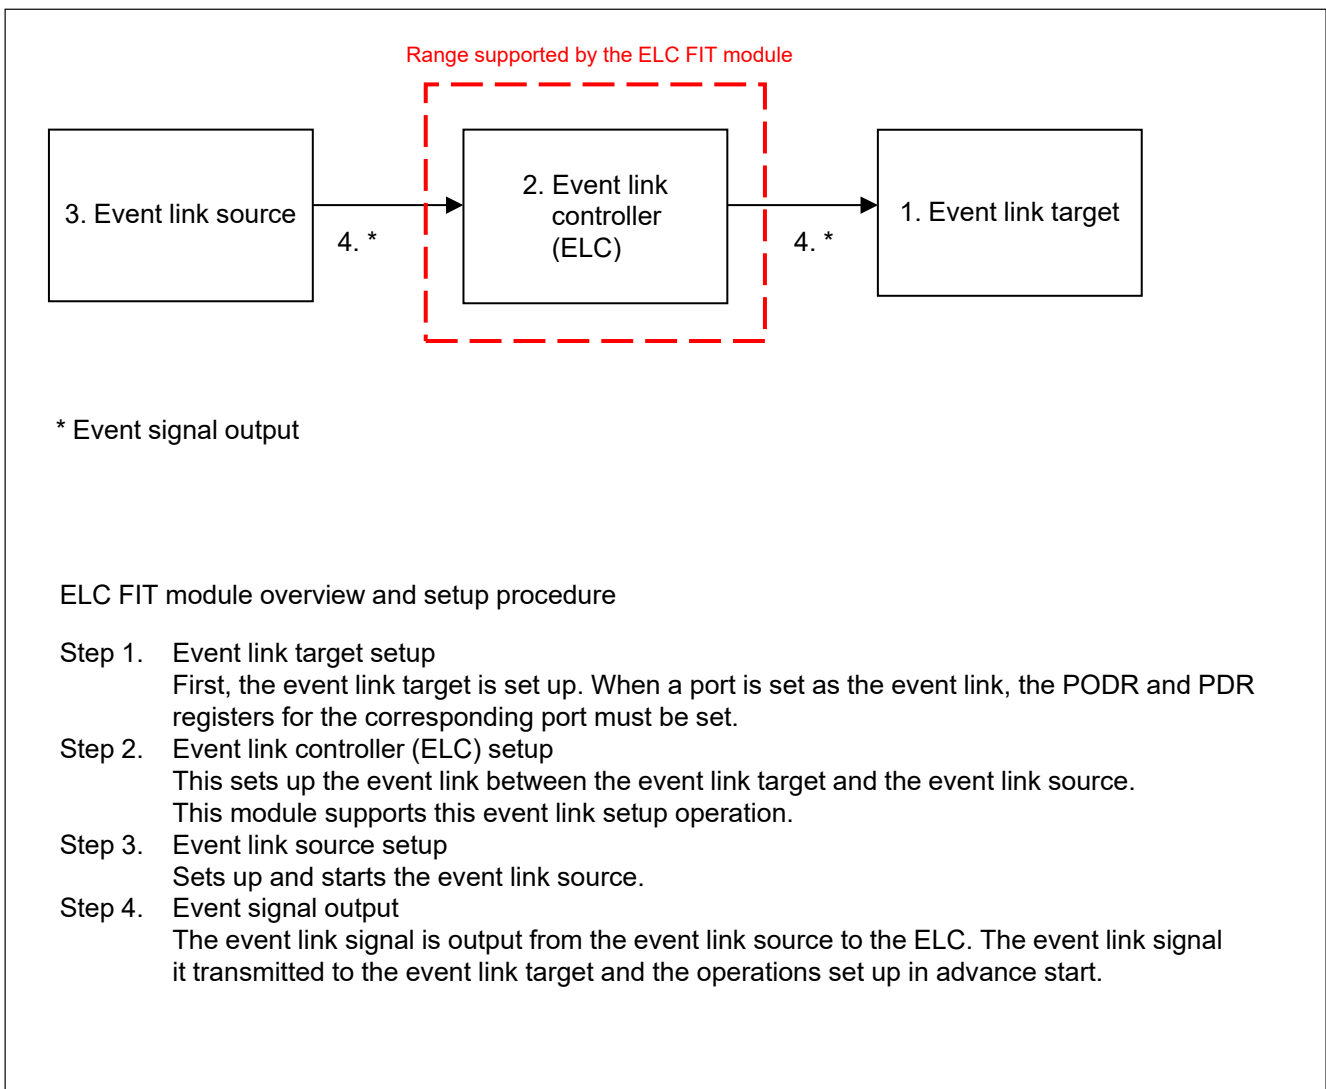 Range supported by the ELC FIT module
3. Event link source
4. *
2. Event link
controller
(ELC)
4. *
1. Event link target
* Event signal output
ELC FIT module overview and setup procedure
Step 1. Event link target setup
First, the event link target is set up. When a port is set as the event link, the PODR and PDR
registers for the corresponding port must be set.
Step 2. Event link controller (ELC) setup
This sets up the event link between the event link target and the event link source.
This module supports this event link setup operation.
Step 3. Event link source setup
Sets up and starts the event link source.
Step 4. Event signal output
The event link signal is output from the event link source to the ELC. The event link signal
it transmitted to the event link target and the operations set up in advance start.